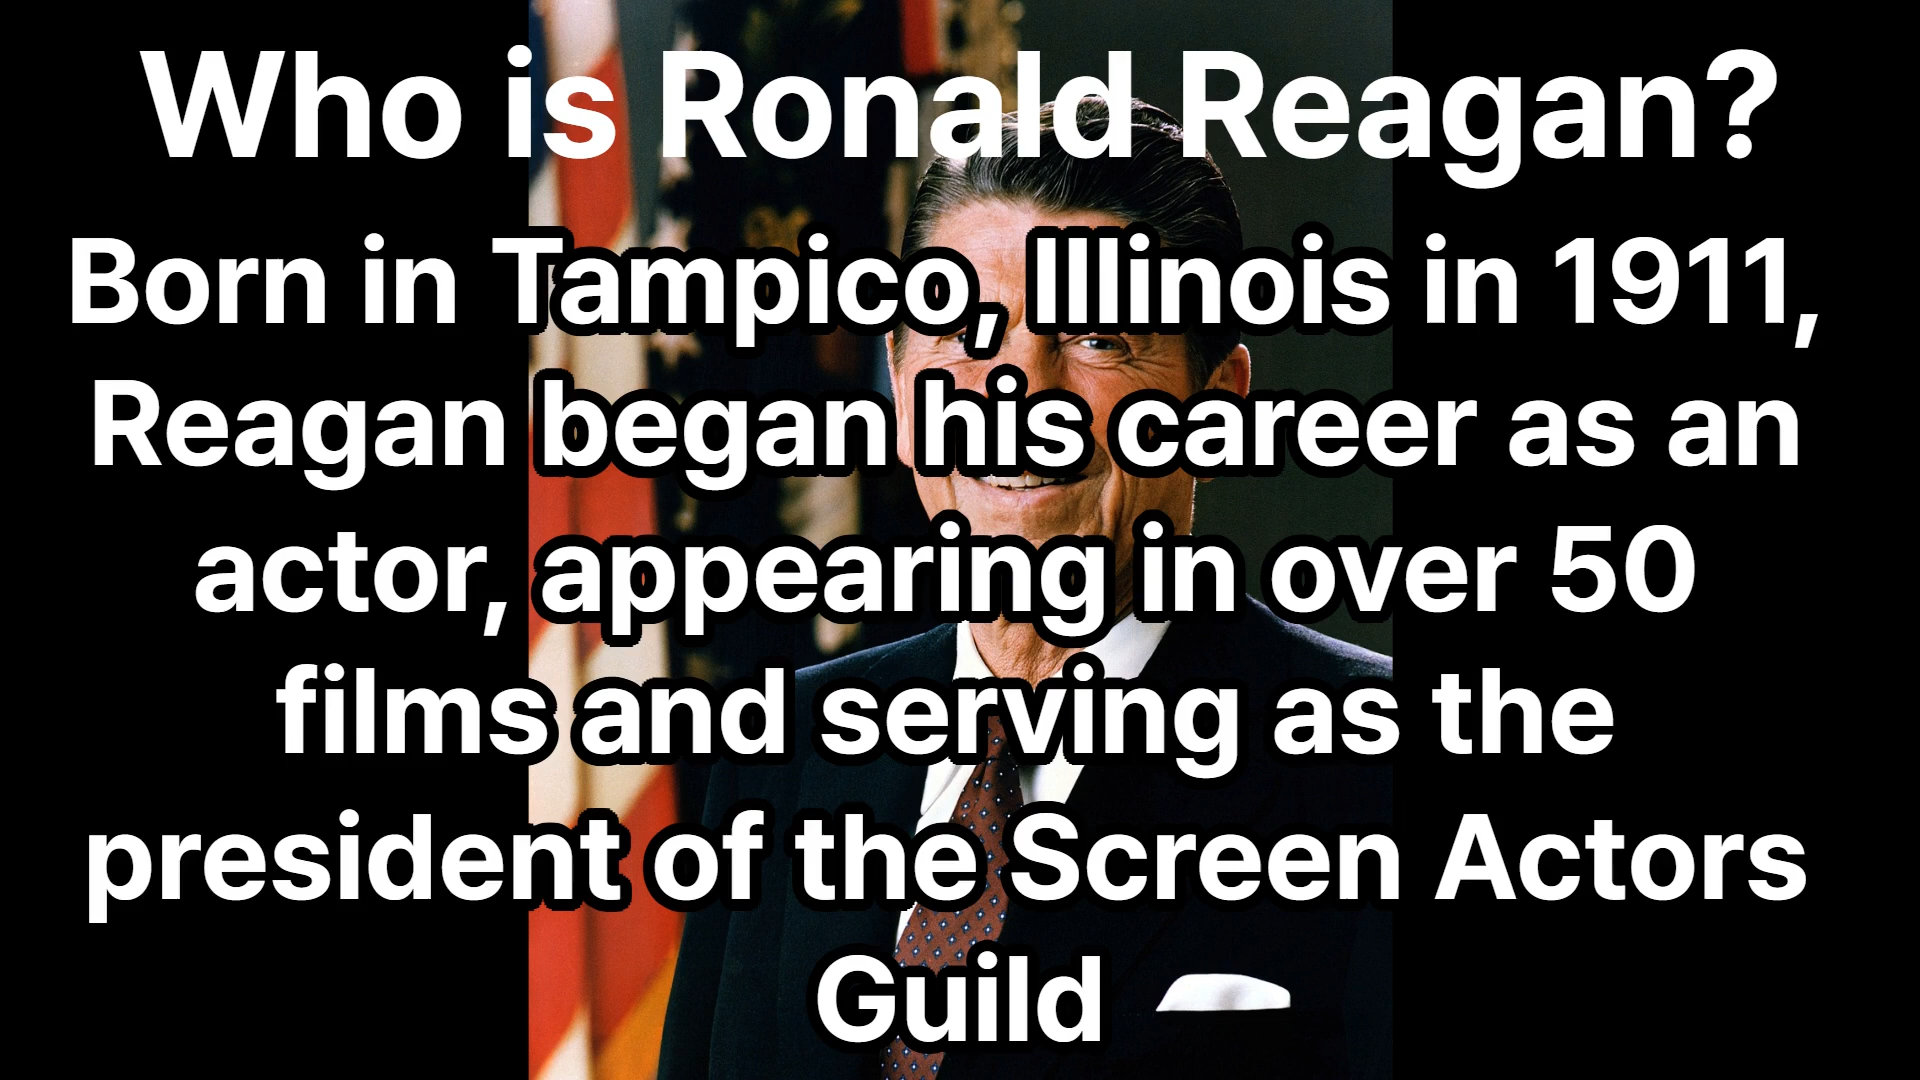 Who is Ronald Reagan?
Born in Tampico, Illinois in 1911,
Reagan began his career as an
actor, appearing in over 50
films and serving as the
president of the Screen Actors
Guild